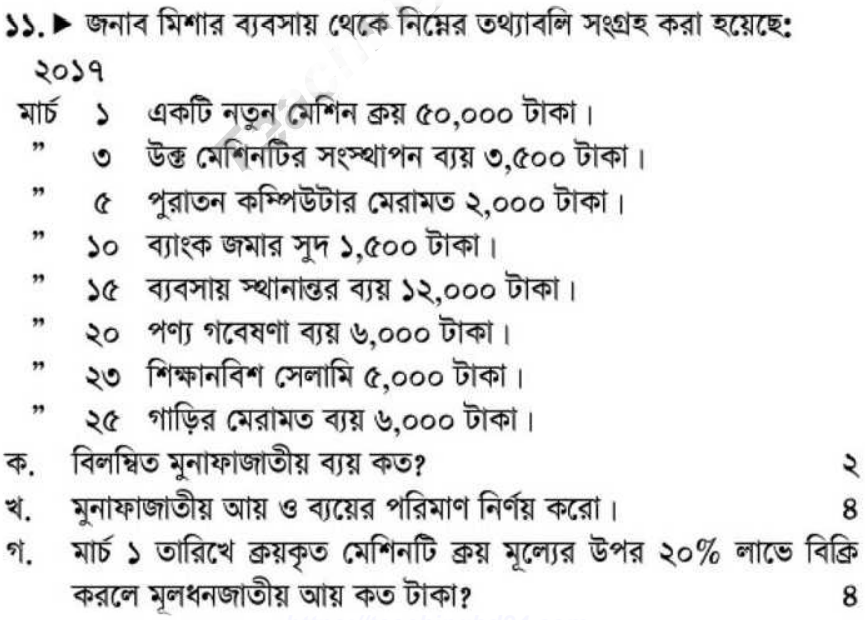 ১১.▶ জনাব মিশার ব্যবসায় থেকে নিম্নের তথ্যাবলি সংগ্রহ করা হয়েছে:
২০১৭
মার্চ ১ একটি নতুন মেশিন ক্রয় ৫০,০০০ টাকা।
" ৩ উক্ত মেশিনটির সংস্থাপন ব্যয় ৩,৫০০ টাকা।
" ৫ পুরাতন কম্পিউটার মেরামত ২,০০০ টাকা।
" ১০ ব্যাংক জমার সুদ ১,৫০০ টাকা।
" ১৫ ব্যবসায় স্থানান্তর ব্যয় ১২,০০০ টাকা।
" ২০ পণ্য গবেষণা ব্যয় ৬,০০০ টাকা।
" ২৩ শিক্ষানবিশ সেলামি ৫,০০০ টাকা।
" ২৫ গাড়ির মেরামত ব্যয় ৬,০০০ টাকা।
ক. বিলম্বিত মুনাফাজাতীয় ব্যয় কত? ২
খ. মুনাফাজাতীয় আয় ও ব্যয়ের পরিমাণ নির্ণয় করো। ৪
গ. মার্চ ১ তারিখে ক্রয়কৃত মেশিনটি ক্রয় মূল্যের উপর ২০% লাভে বিক্রি
করলে মূলধনজাতীয় আয় কত টাকা? ৪